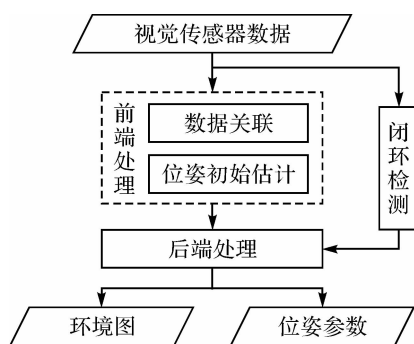 视觉传感器数据
前端处理
数据关联
位姿初始估计
闭环检测
后端处理
环境图
位姿参数